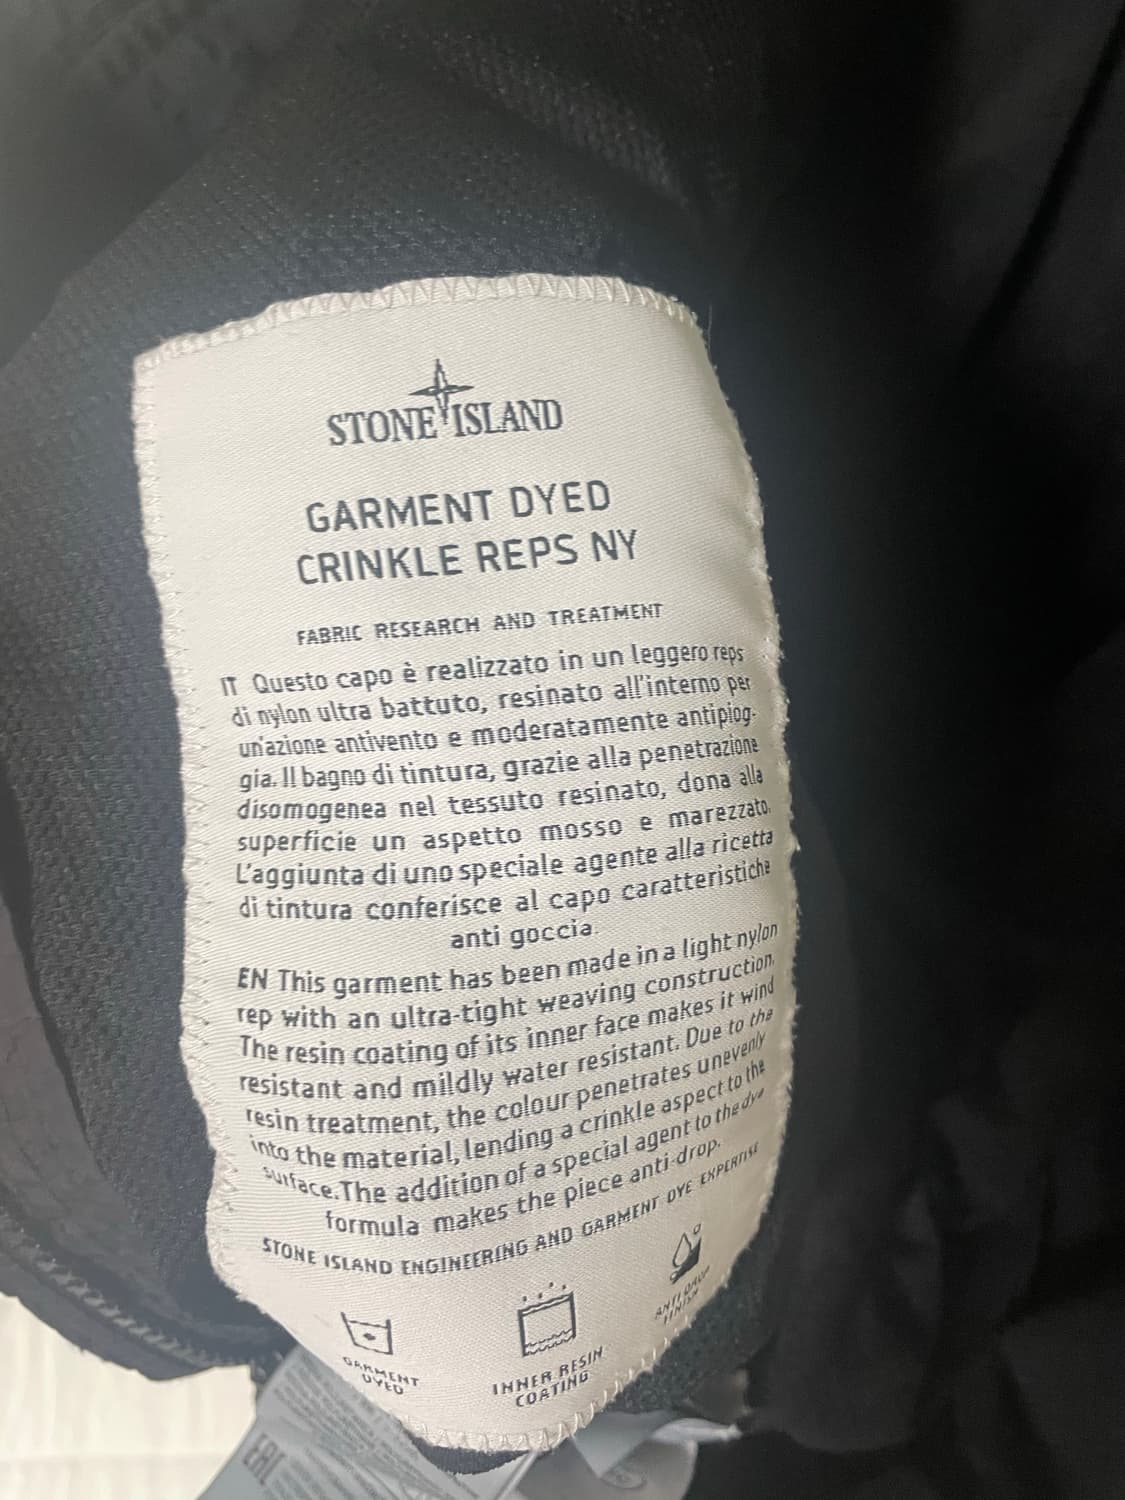 STONE ISLAND
GARMENT DYED
CRINKLE REPS NY
FABRIC RESEARCH AND TREATMENT
IT Questo capo è realizzato in un leggero reps
di nylon ultra battuto, resinato all'interno per
un'azione antivento e moderatamente antipiog-
gia. Il bagno di tintura, grazie alla penetrazione
disomogenea nel tessuto resinato, dona alla
superficie un aspetto mosso e marezzato.
L'aggiunta di uno speciale agente alla ricetta
di tintura conferisce al capo caratteristiche
anti goccia.
EN This garment has been made in a light nylon
rep with an ultra-tight weaving construction.
The resin coating of its inner face makes it wind
resistant and mildly water resistant. Due to the
resin treatment, the colour penetrates unevenly
into the material, lending a crinkle aspect to the
surface. The addition of a special agent to the dye
formula makes the piece anti-drop.
STONE ISLAND ENGINEERING AND GARMENT DYE EXPERTISE
GARMENT
DYED
INNER RESIN
COATING
ANTI DROP
FINISH
EAC